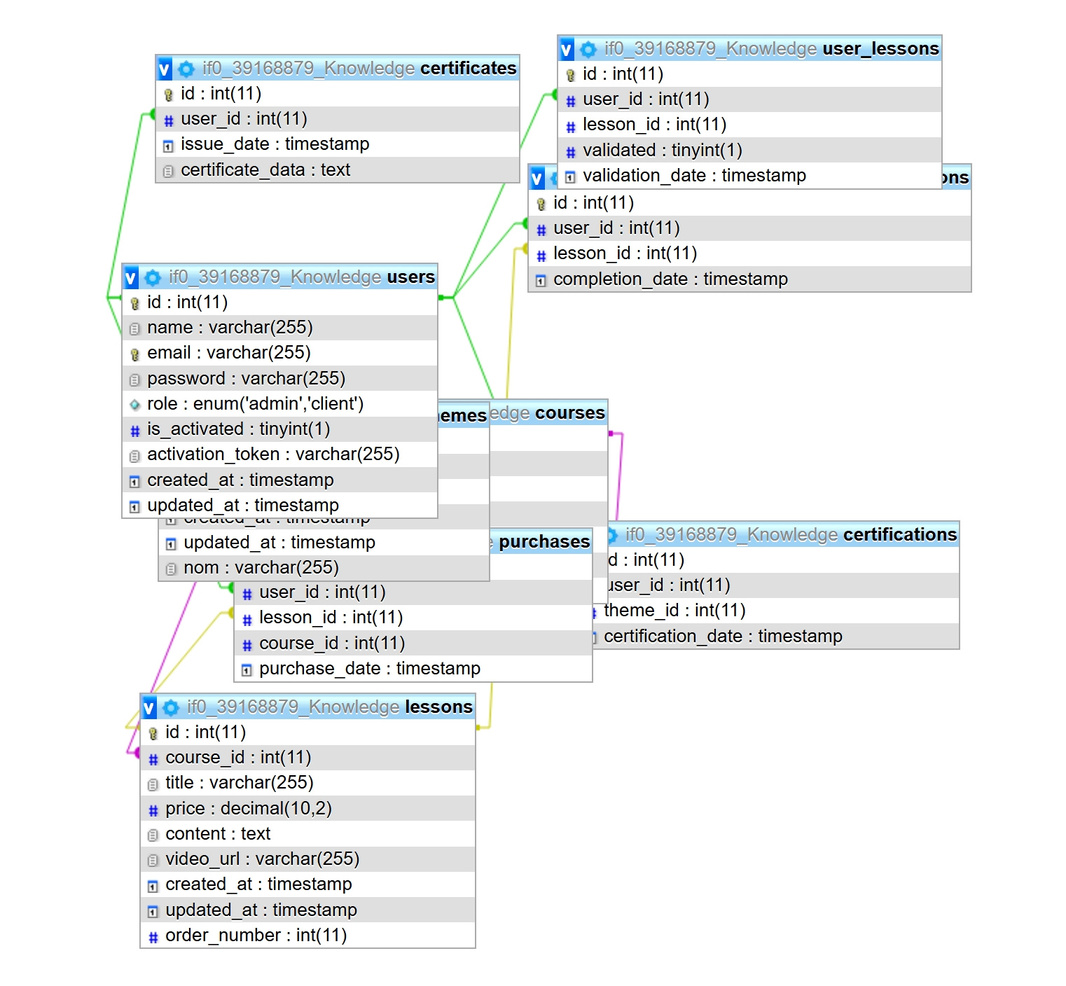 v if0_39168879_Knowledge certificates
id : int(11)
user_id : int(11)
issue_date : timestamp
certificate_data : text
v if0_39168879_Knowledge user_lessons
id : int(11)
user_id : int(11)
lesson_id : int(11)
validated : tinyint(1)
validation_date : timestamp
v ons
id : int(11)
user_id : int(11)
lesson_id : int(11)
completion_date : timestamp
v if0_39168879_Knowledge users
id : int(11)
name : varchar(255)
email : varchar(255)
password : varchar(255)
role : enum('admin','client')
is_activated : tinyint(1)
activation_token : varchar(255)
created_at : timestamp
updated_at : timestamp
emes
edge courses
created_at : timestamp
updated_at : timestamp
nom : varchar(255)
purchases
user_id : int(11)
lesson_id : int(11)
course_id : int(11)
purchase_date : timestamp
if0_39168879_Knowledge certifications
d : int(11)
user_id : int(11)
theme_id : int(11)
certification_date : timestamp
v if0_39168879_Knowledge lessons
id : int(11)
course_id : int(11)
title : varchar(255)
price : decimal(10,2)
content : text
video_url : varchar(255)
created_at : timestamp
updated_at : timestamp
order_number : int(11)